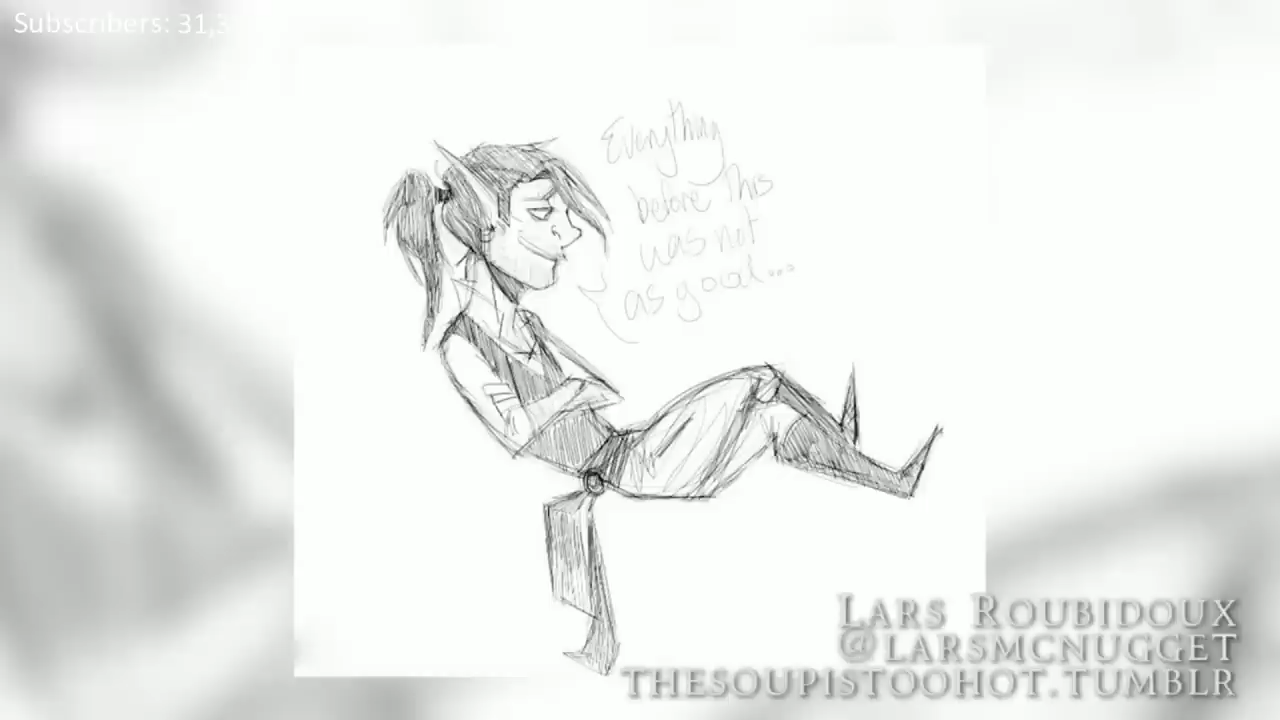 Subscribers: 31,3
Everything
before this
was not
as good...
LARS ROUBIDOUX
@LARSMCNUGGET
THESOUPISTOOHOT.TUMBLR